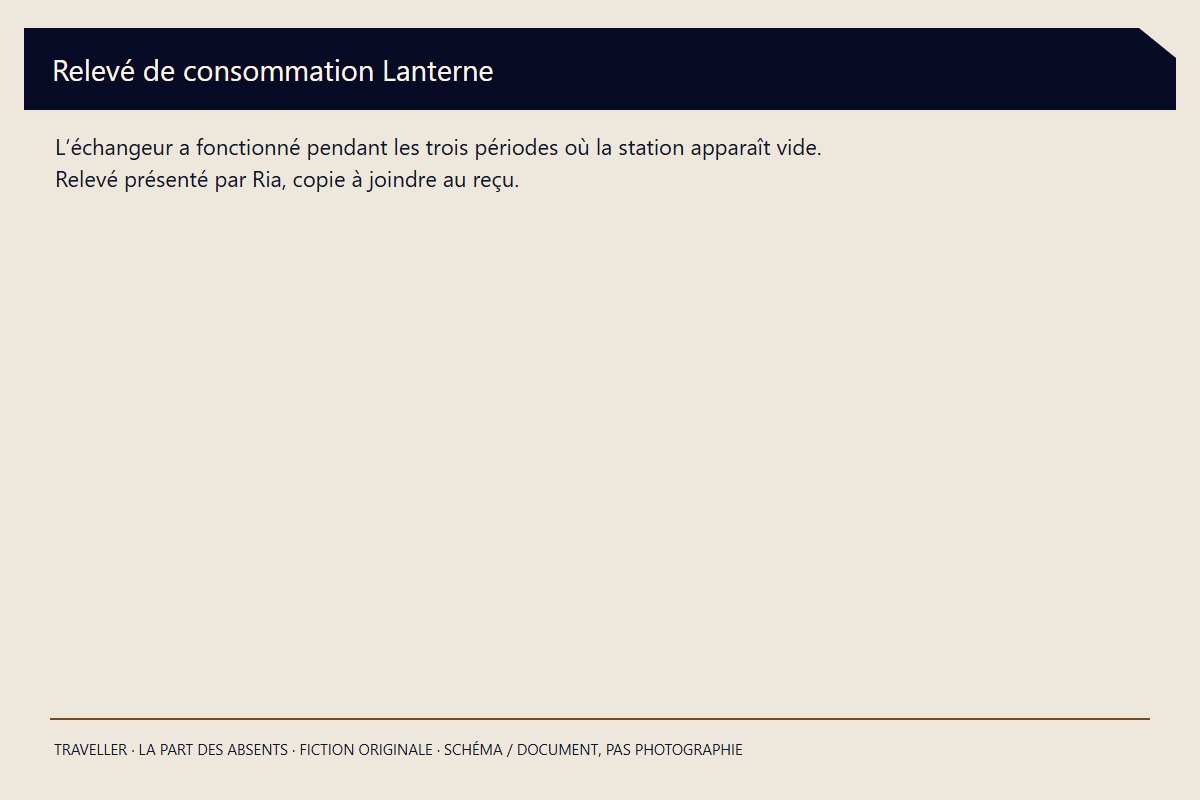 Relevé de consommation Lanterne
L’échangeur a fonctionné pendant les trois périodes où la station apparaît vide.
Relevé présenté par Ria, copie à joindre au reçu.
TRAVELLER · LA PART DES ABSENTS · FICTION ORIGINALE · SCHÉMA / DOCUMENT, PAS PHOTOGRAPHIE